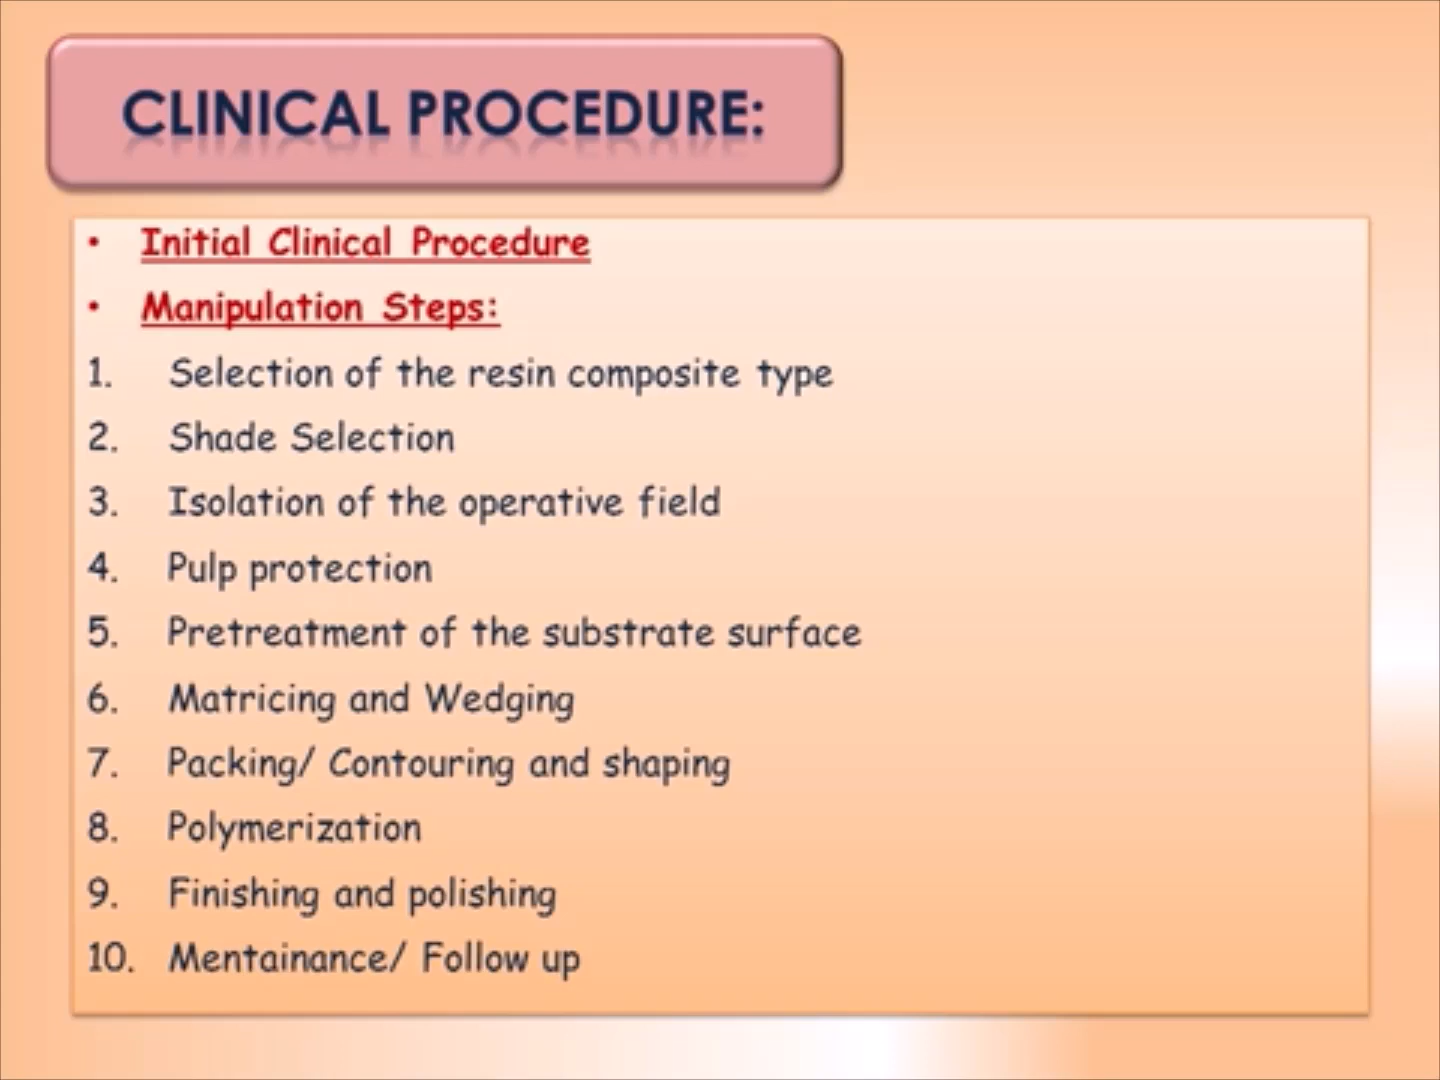 CLINICAL PROCEDURE:
• Initial Clinical Procedure
• Manipulation Steps:
1. Selection of the resin composite type
2. Shade Selection
3. Isolation of the operative field
4. Pulp protection
5. Pretreatment of the substrate surface
6. Matricing and Wedging
7. Packing/ Contouring and shaping
8. Polymerization
9. Finishing and polishing
10. Mentainance/ Follow up